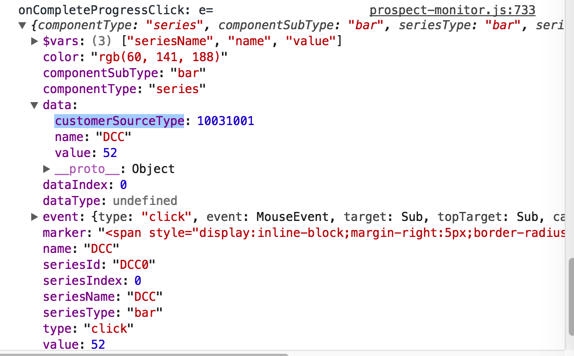 onCompleteProgressClick: e= prospect-monitor.js:733
▼ {componentType: "series", componentSubType: "bar", seriesType: "bar", seri
▶ $vars: (3) ["seriesName", "name", "value"]
color: "rgb(60, 141, 188)"
componentSubType: "bar"
componentType: "series"
▼ data:
customerSourceType: 10031001
name: "DCC"
value: 52
▶ __proto__: Object
dataIndex: 0
dataType: undefined
▶ event: {type: "click", event: MouseEvent, target: Sub, topTarget: Sub, ca
marker: "<span style="display:inline-block;margin-right:5px;border-radius
name: "DCC"
seriesId: "DCC0"
seriesIndex: 0
seriesName: "DCC"
seriesType: "bar"
type: "click"
value: 52